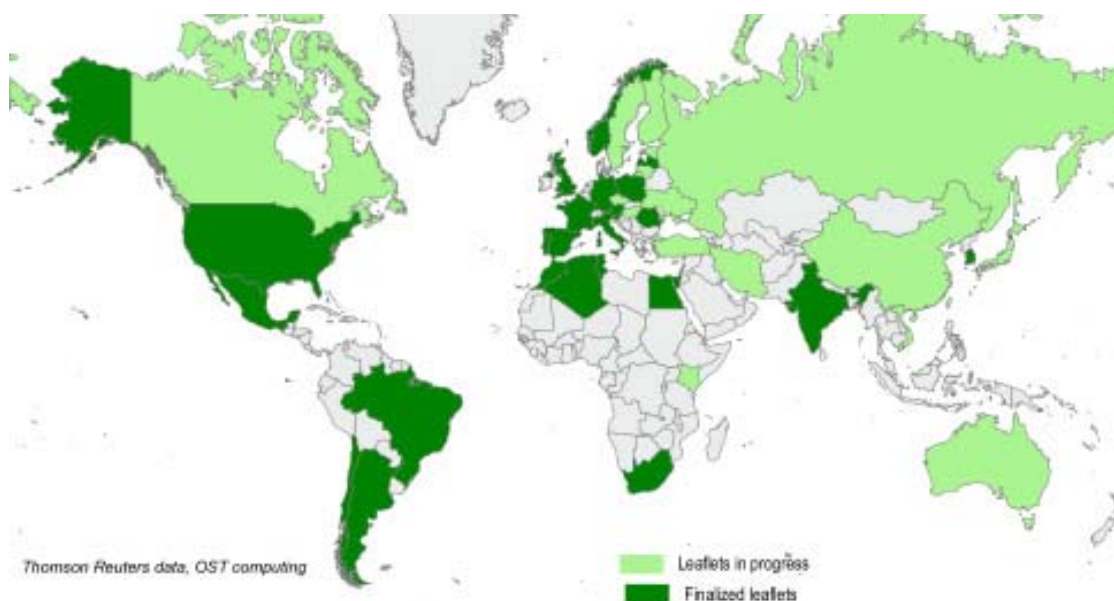 Thomson Reuters data, OST computing
Leaflets in progress
Finalized leaflets